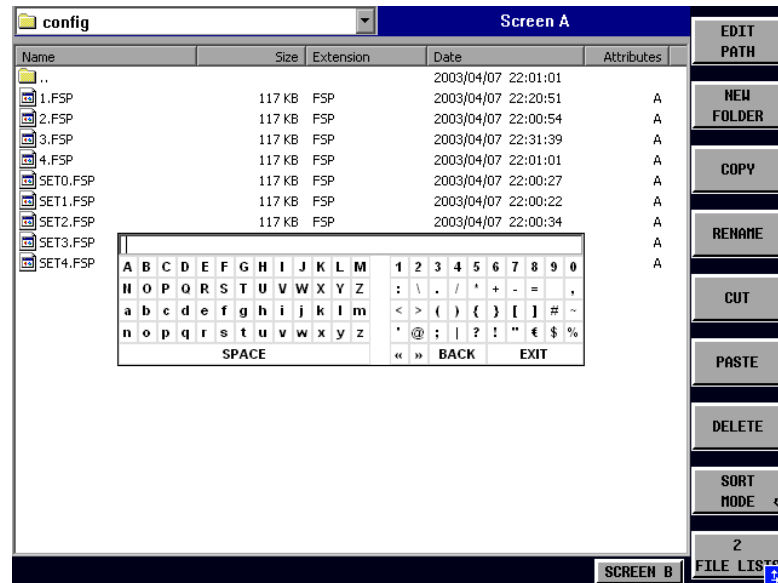 config
Screen A
Name Size Extension Date Attributes
.. 2003/04/07 22:01:01
1.FSP 117 KB FSP 2003/04/07 22:20:51 A
2.FSP 117 KB FSP 2003/04/07 22:00:54 A
3.FSP 117 KB FSP 2003/04/07 22:31:39 A
4.FSP 117 KB FSP 2003/04/07 22:01:01 A
SET0.FSP 117 KB FSP 2003/04/07 22:00:27 A
SET1.FSP 117 KB FSP 2003/04/07 22:00:22 A
SET2.FSP 117 KB FSP 2003/04/07 22:00:34 A
SET3.FSP A
SET4.FSP A
A B C D E F G H I J K L M 1 2 3 4 5 6 7 8 9 0
N O P Q R S T U V W X Y Z : \ . / * + - = ,
a b c d e f g h i j k l m < > ( ) { } [ ] # ~
n o p q r s t u v w x y z ' @ ; | ? ! " € $ %
SPACE « » BACK EXIT
EDIT
PATH
NEW
FOLDER
COPY
RENAME
CUT
PASTE
DELETE
SORT
MODE
2
FILE LISTS
SCREEN B